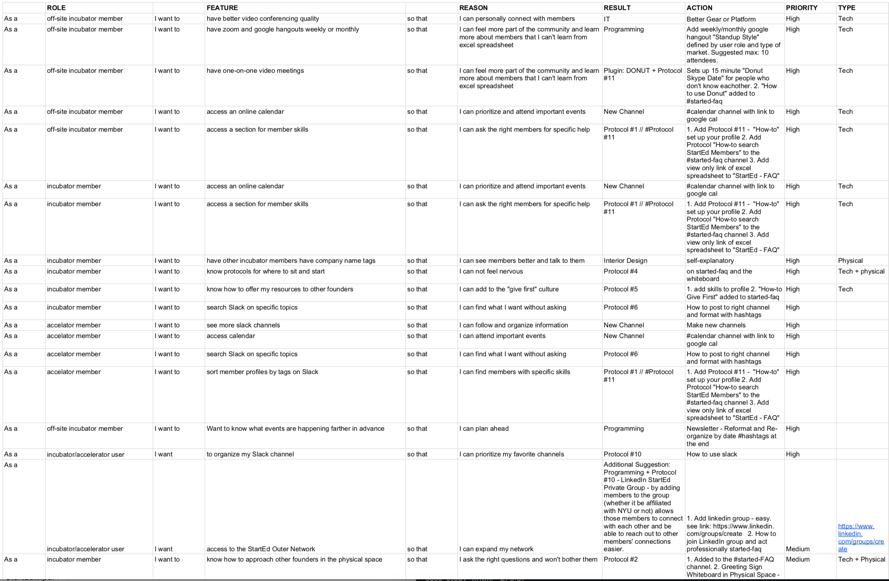 ROLE FEATURE REASON RESULT ACTION PRIORITY TYPE
As a off-site incubator member I want to have better video conferencing quality so that I can personally connect with members IT Better Gear or Platform High Tech
As a off-site incubator member I want to have zoom and google hangouts weekly or monthly so that I can feel more part of the community and learn Programming Add weekly/monthly google High Tech
more about members that I can't learn from hangout "Standup Style"
excel spreadsheet defined by user role and type of
market. Suggested max: 10
attendees.
As a off-site incubator member I want to have one-on-one video meetings so that I can feel more part of the community and learn Plugin: DONUT + Protocol Sets up 15 minute "Donut High Tech
more about members that I can't learn from #11 Skype Date" for people who
excel spreadsheet don't know eachother. 2. "How
to use Donut" added to
#started-faq
As a off-site incubator member I want to access an online calendar so that I can prioritize and attend important events New Channel #calendar channel with link to High Tech
google cal
As a off-site incubator member I want to access a section for member skills so that I can ask the right members for specific help Protocol #1 // #Protocol 1. Add Protocol #11 - "How-to" High Tech
#11 set up your profile 2. Add
Protocol "How-to search
StartEd Members" to the
#started-faq channel 3. Add
view only link of excel
spreadsheet to "StartEd - FAQ"
As a incubator member I want to access an online calendar so that I can prioritize and attend important events New Channel #calendar channel with link to High Tech
google cal
As a incubator member I want to access a section for member skills so that I can ask the right members for specific help Protocol #1 // #Protocol 1. Add Protocol #11 - "How-to" High Tech
#11 set up your profile 2. Add
Protocol "How-to search
StartEd Members" to the
#started-faq channel 3. Add
view only link of excel
spreadsheet to "StartEd - FAQ"
As a incubator member I want to have other incubator members have company name tags so that I can see members better and talk to them Interior Design self-explanatory High Physical
As a incubator member I want to know protocols for where to sit and start so that I can not feel nervous Protocol #4 on started-faq and the High Tech + physical
whiteboard
As a incubator member I want to know how to offer my resources to other founders so that I can add to the "give first" culture Protocol #5 1. add skills to profile 2. "How-to High Tech
Give First" added to started-faq
As a incubator member I want to search Slack on specific topics so that I can find what I want without asking Protocol #6 How to post to right channel High
and format with hashtags
As a accelator member I want to see more slack channels so that I can follow and organize information New Channel Make new channels High
As a accelator member I want to access calendar so that I can attend important events New Channel #calendar channel with link to High
google cal
As a accelator member I want to search Slack on specific topics so that I can find what I want without asking Protocol #6 How to post to right channel High
and format with hashtags
As a accelator member I want to sort member profiles by tags on Slack so that I can find members with specific skills Protocol #1 // #Protocol 1. Add Protocol #11 - "How-to" High
#11 set up your profile 2. Add
Protocol "How-to search
StartEd Members" to the
#started-faq channel 3. Add
view only link of excel
spreadsheet to "StartEd - FAQ"
As a off-site incubator member I want to Want to know what events are happening farther in advance so that I can plan ahead Programming Newsletter - Reformat and Re- High
organize by date #hashtags at
the end
As a incubator/accelerator user I want to organize my Slack channel so that I can prioritize my favorite channels Protocol #10 How to use slack High
As a Additional Suggestion:
Programming + Protocol
#10 - LinkedIn StartEd
Private Group - by adding
members to the group
(whether it be affiliated
with NYU or not) allows
those members to connect 1. Add linkedin group - easy. https://www.
with each other and be see link: https://www.linkedin. linkedin.
able to reach out to other com/groups/create 2. How to com/groups/cre
members' connections join LinkedIn group and act ate
incubator/accelerator user I want access to the StartEd Outer Network so that I can expand my network easier. professionally started-faq Medium
As a incubator/accelerator user I want know how to approach other founders in the physical space so that I ask the right questions and won't bother them Protocol #2 1. Added to the #started-FAQ Medium Tech + Physical
channel. 2. Greeting Sign
Whiteboard in Physical Space -